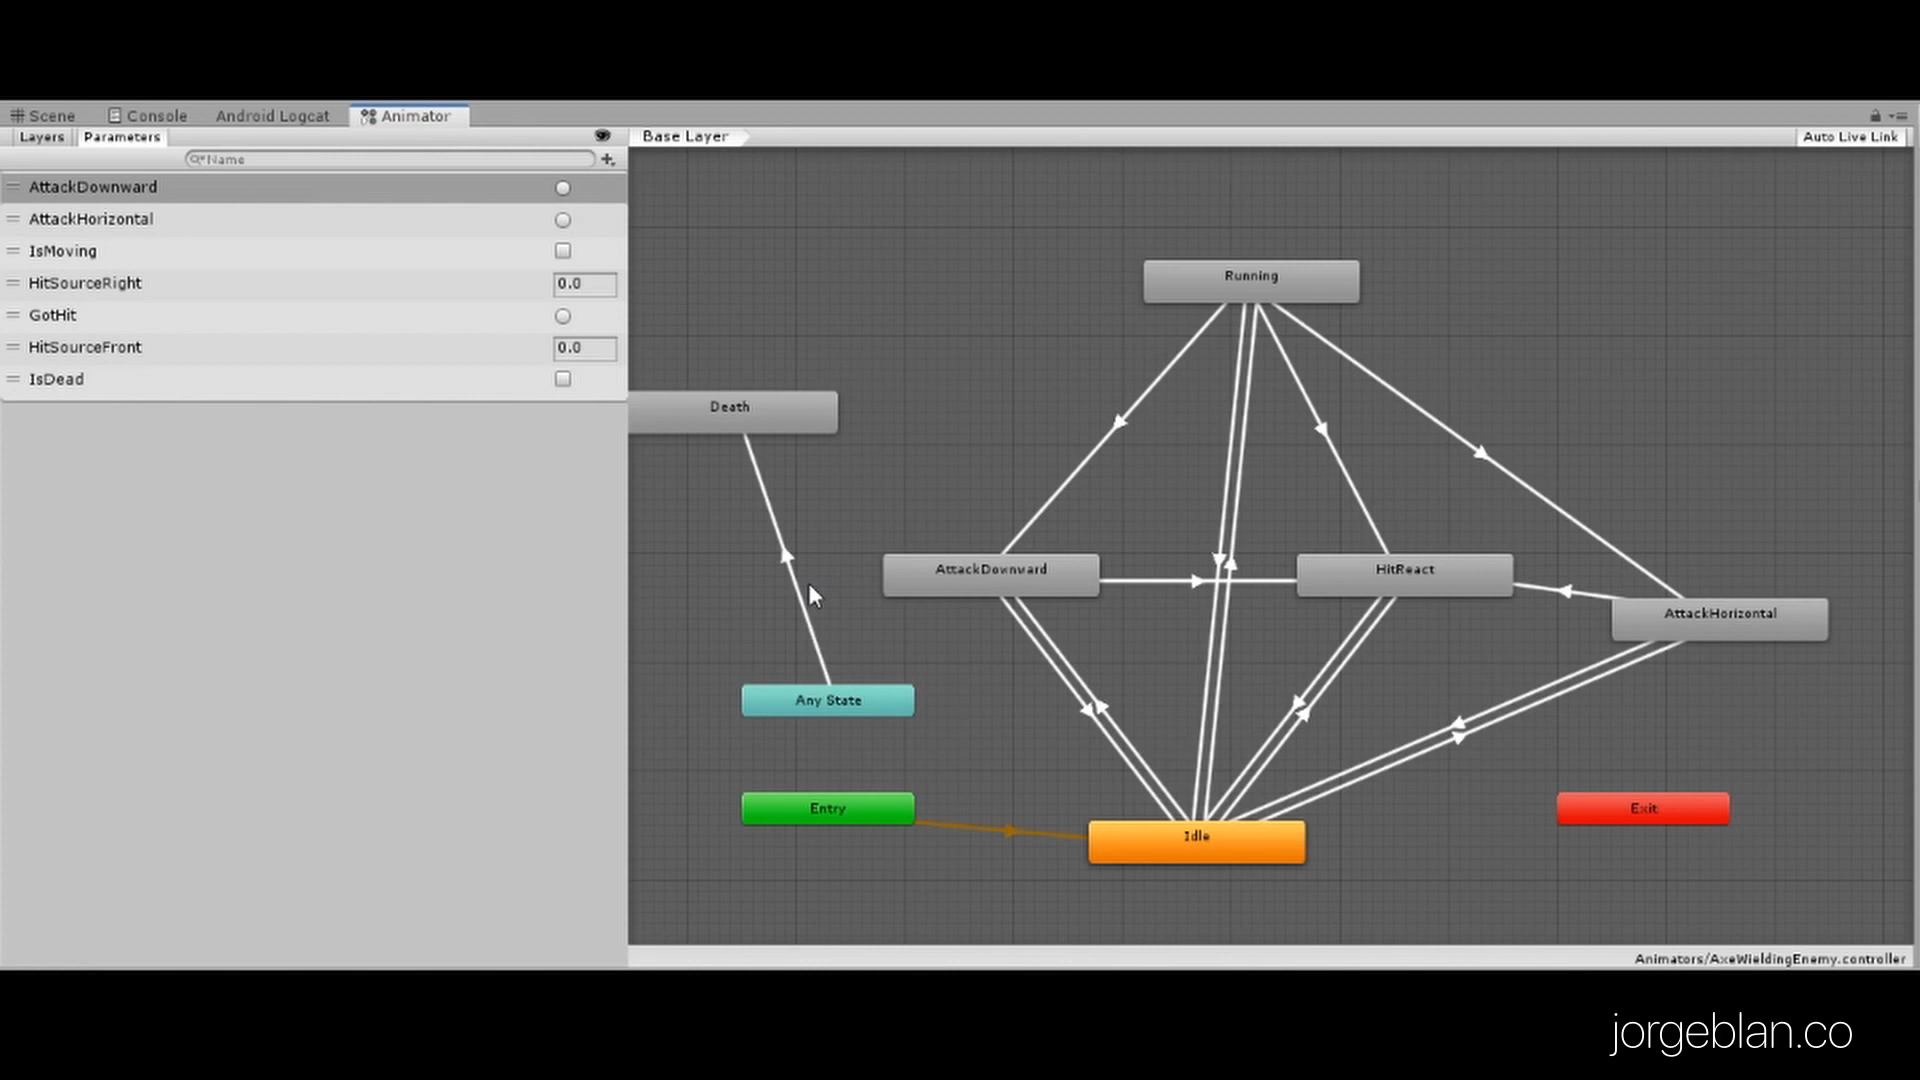 Scene
Console
Android Logcat
Animator
Layers
Parameters
Base Layer
Auto Live Link
Name
AttackDownward
AttackHorizontal
IsMoving
HitSourceRight
0.0
GotHit
HitSourceFront
0.0
IsDead
Running
Death
AttackDownward
HitReact
AttackHorizontal
Any State
Entry
Exit
Idle
Animators/AxeWieldingEnemy.controller
jorgeblan.co